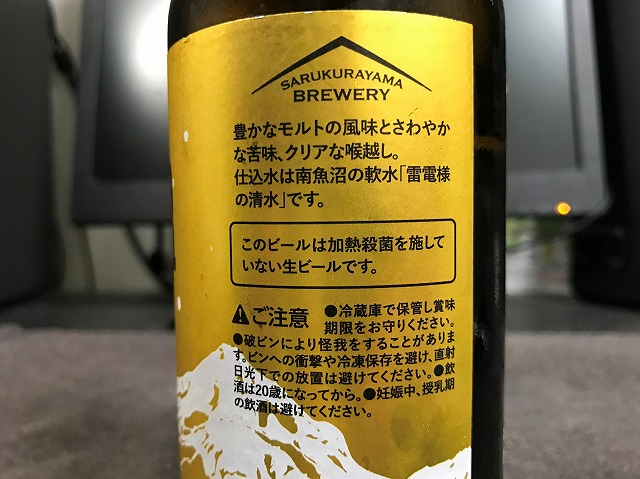 SARUKURAYAMA
BREWERY
豊かなモルトの風味とさわやか
な苦味、クリアな喉越し。
仕込水は南魚沼の軟水「雷電様
の清水」です。
このビールは加熱殺菌を施して
いない生ビールです。
ご注意 ●冷蔵庫で保管し賞味
期限をお守りください。
●破ビンにより怪我をすることがありま
す。ビンへの衝撃や冷凍保存を避け、直射
日光下での放置は避けてください。●飲
酒は20歳になってから。●妊娠中、授乳期
の飲酒は避けてください。